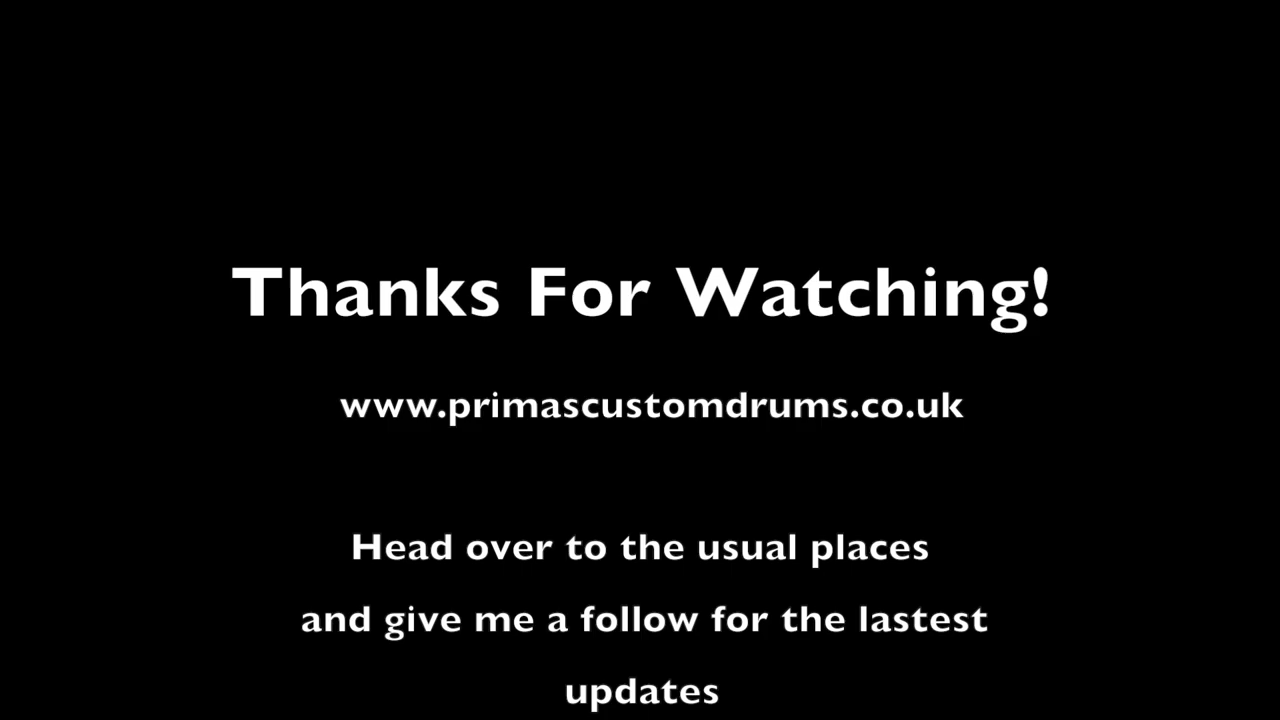 Thanks For Watching!
www.primascustomdrums.co.uk
Head over to the usual places
and give me a follow for the lastest
updates